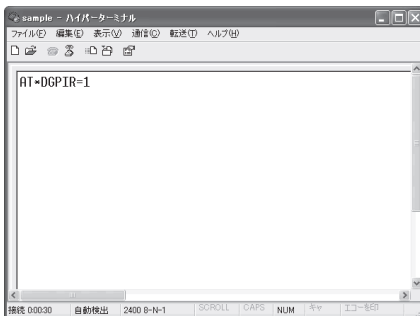 sample - ハイパーターミナル
ファイル(F) 編集(E) 表示(V) 通信(C) 転送(T) ヘルプ(H)
AT*DGPIR=1
接続 0:00:30 自動検出 2400 8-N-1 SCROLL CAPS NUM キャ エコーを印